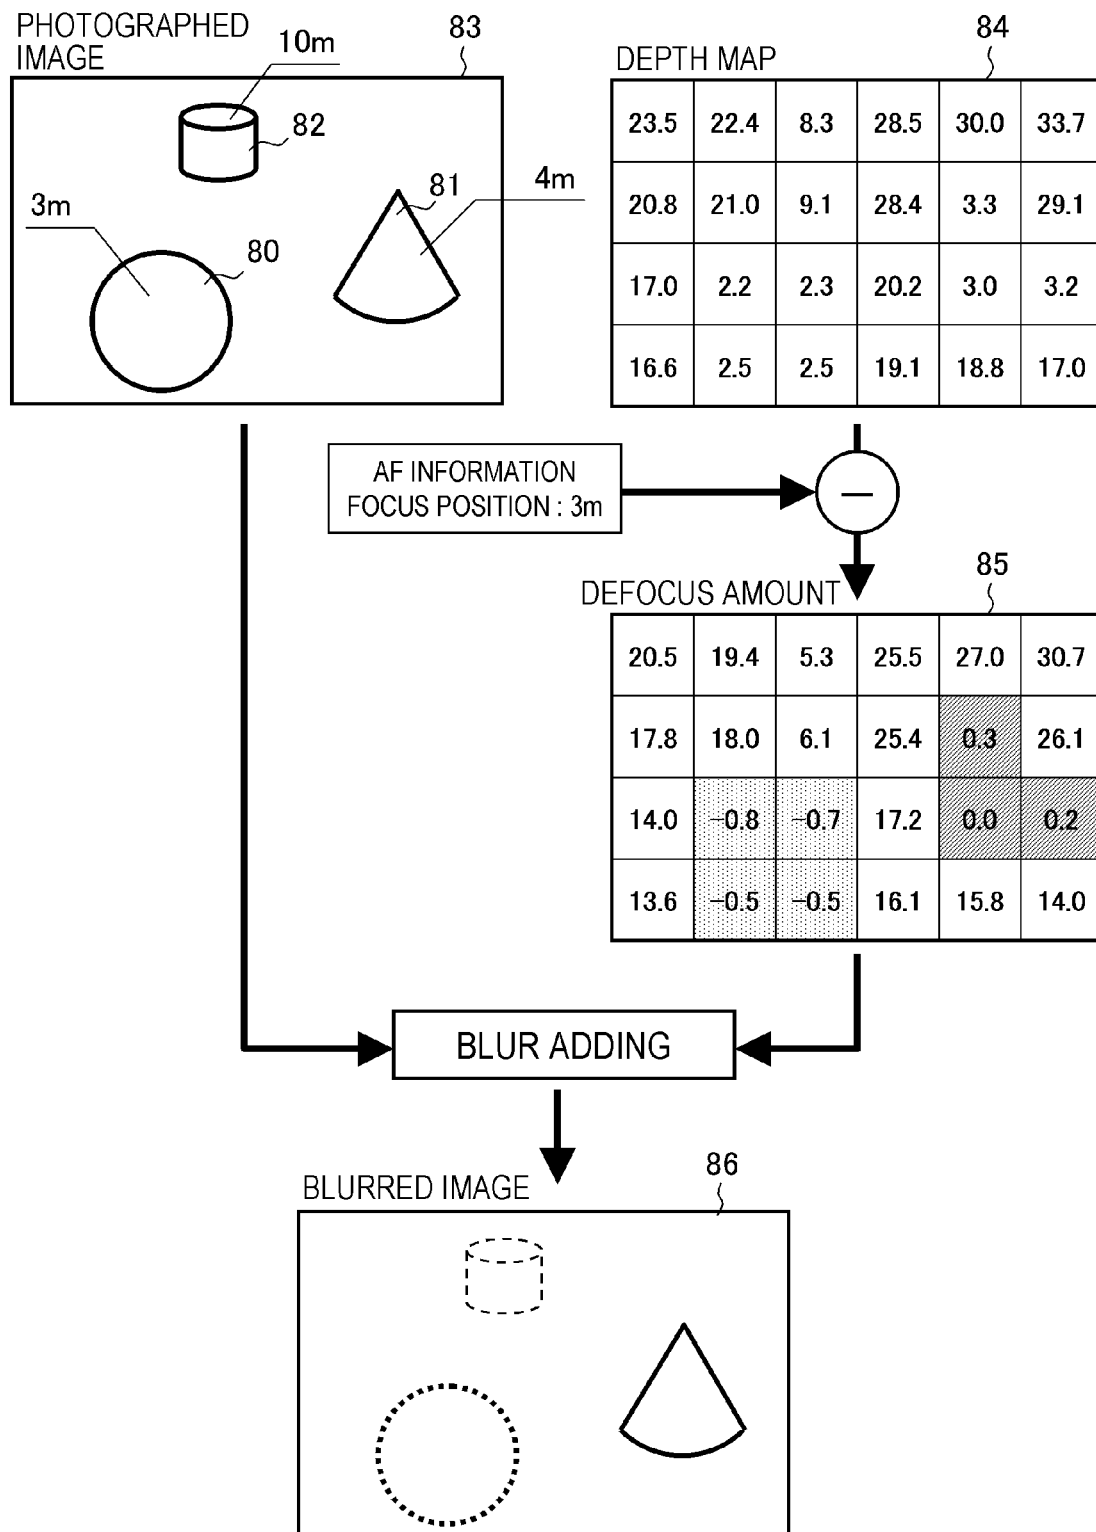 PHOTOGRAPHED
IMAGE
10m
83
82
81
4m
3m
80
DEPTH MAP
84
23.5 22.4 8.3 28.5 30.0 33.7
20.8 21.0 9.1 28.4 3.3 29.1
17.0 2.2 2.3 20.2 3.0 3.2
16.6 2.5 2.5 19.1 18.8 17.0
AF INFORMATION
FOCUS POSITION : 3m
−
DEFOCUS AMOUNT
85
20.5 19.4 5.3 25.5 27.0 30.7
17.8 18.0 6.1 25.4 0.3 26.1
14.0 −0.8 −0.7 17.2 0.0 0.2
13.6 −0.5 −0.5 16.1 15.8 14.0
BLUR ADDING
BLURRED IMAGE
86